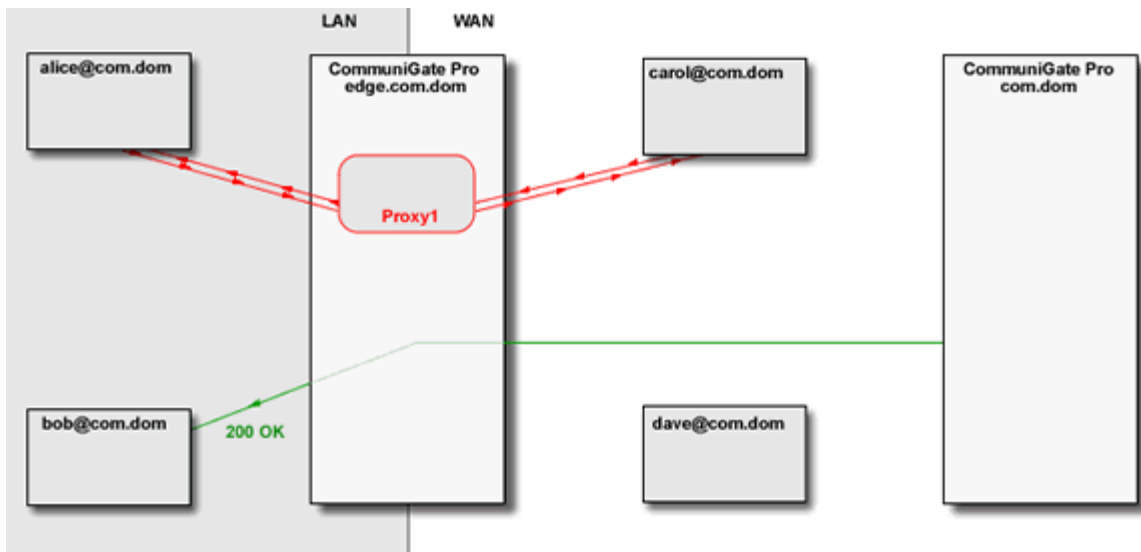 LAN
WAN
alice@com.dom
CommuniGate Pro
edge.com.dom
carol@com.dom
CommuniGate Pro
com.dom
Proxy1
bob@com.dom
200 OK
dave@com.dom